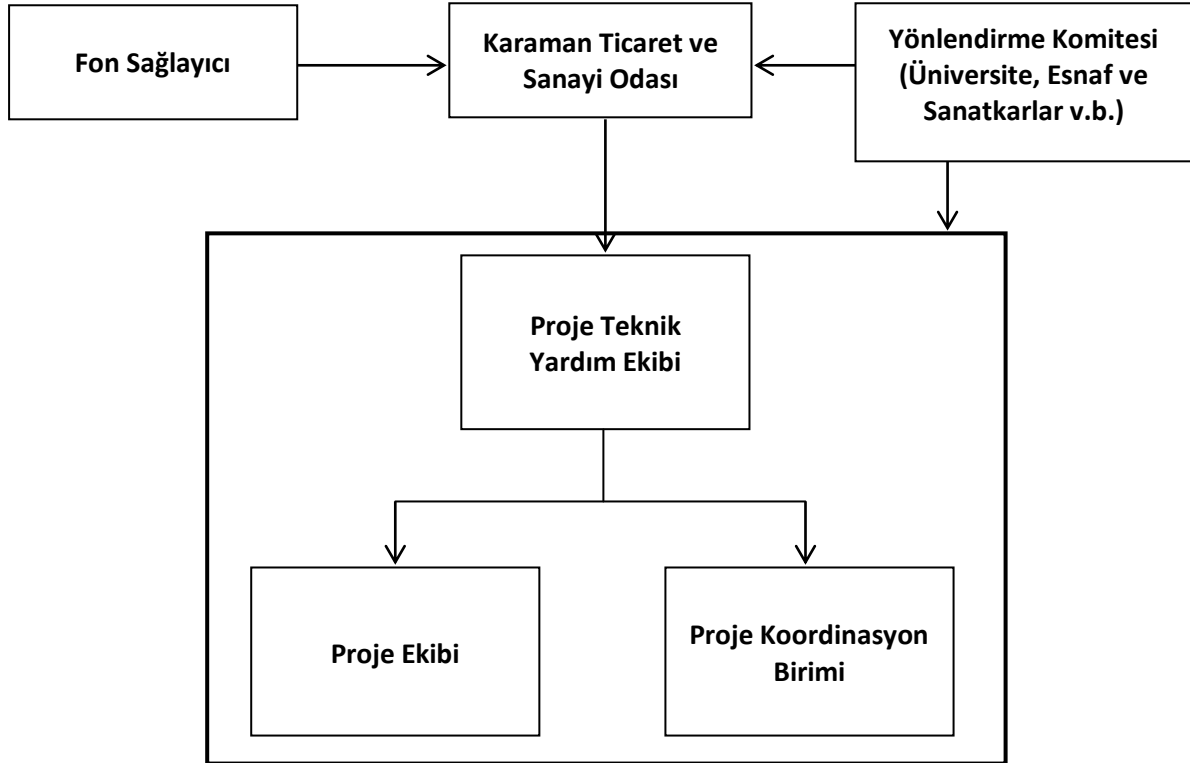 Fon Sağlayıcı
Karaman Ticaret ve
Sanayi Odası
Yönlendirme Komitesi
(Üniversite, Esnaf ve
Sanatkarlar v.b.)
Proje Teknik
Yardım Ekibi
Proje Ekibi
Proje Koordinasyon
Birimi